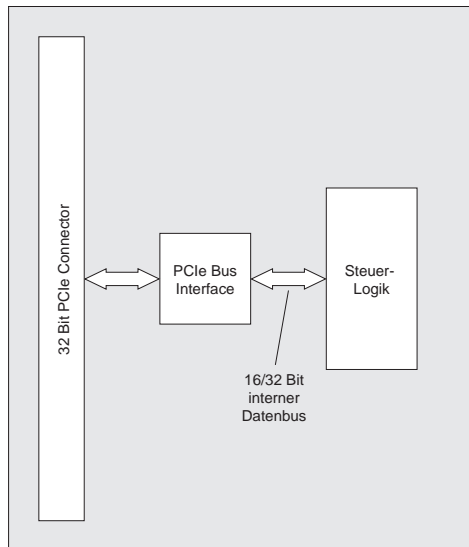 32 Bit PCIe Connector
PCIe Bus
Interface
Steuer-
Logik
16/32 Bit
interner
Datenbus